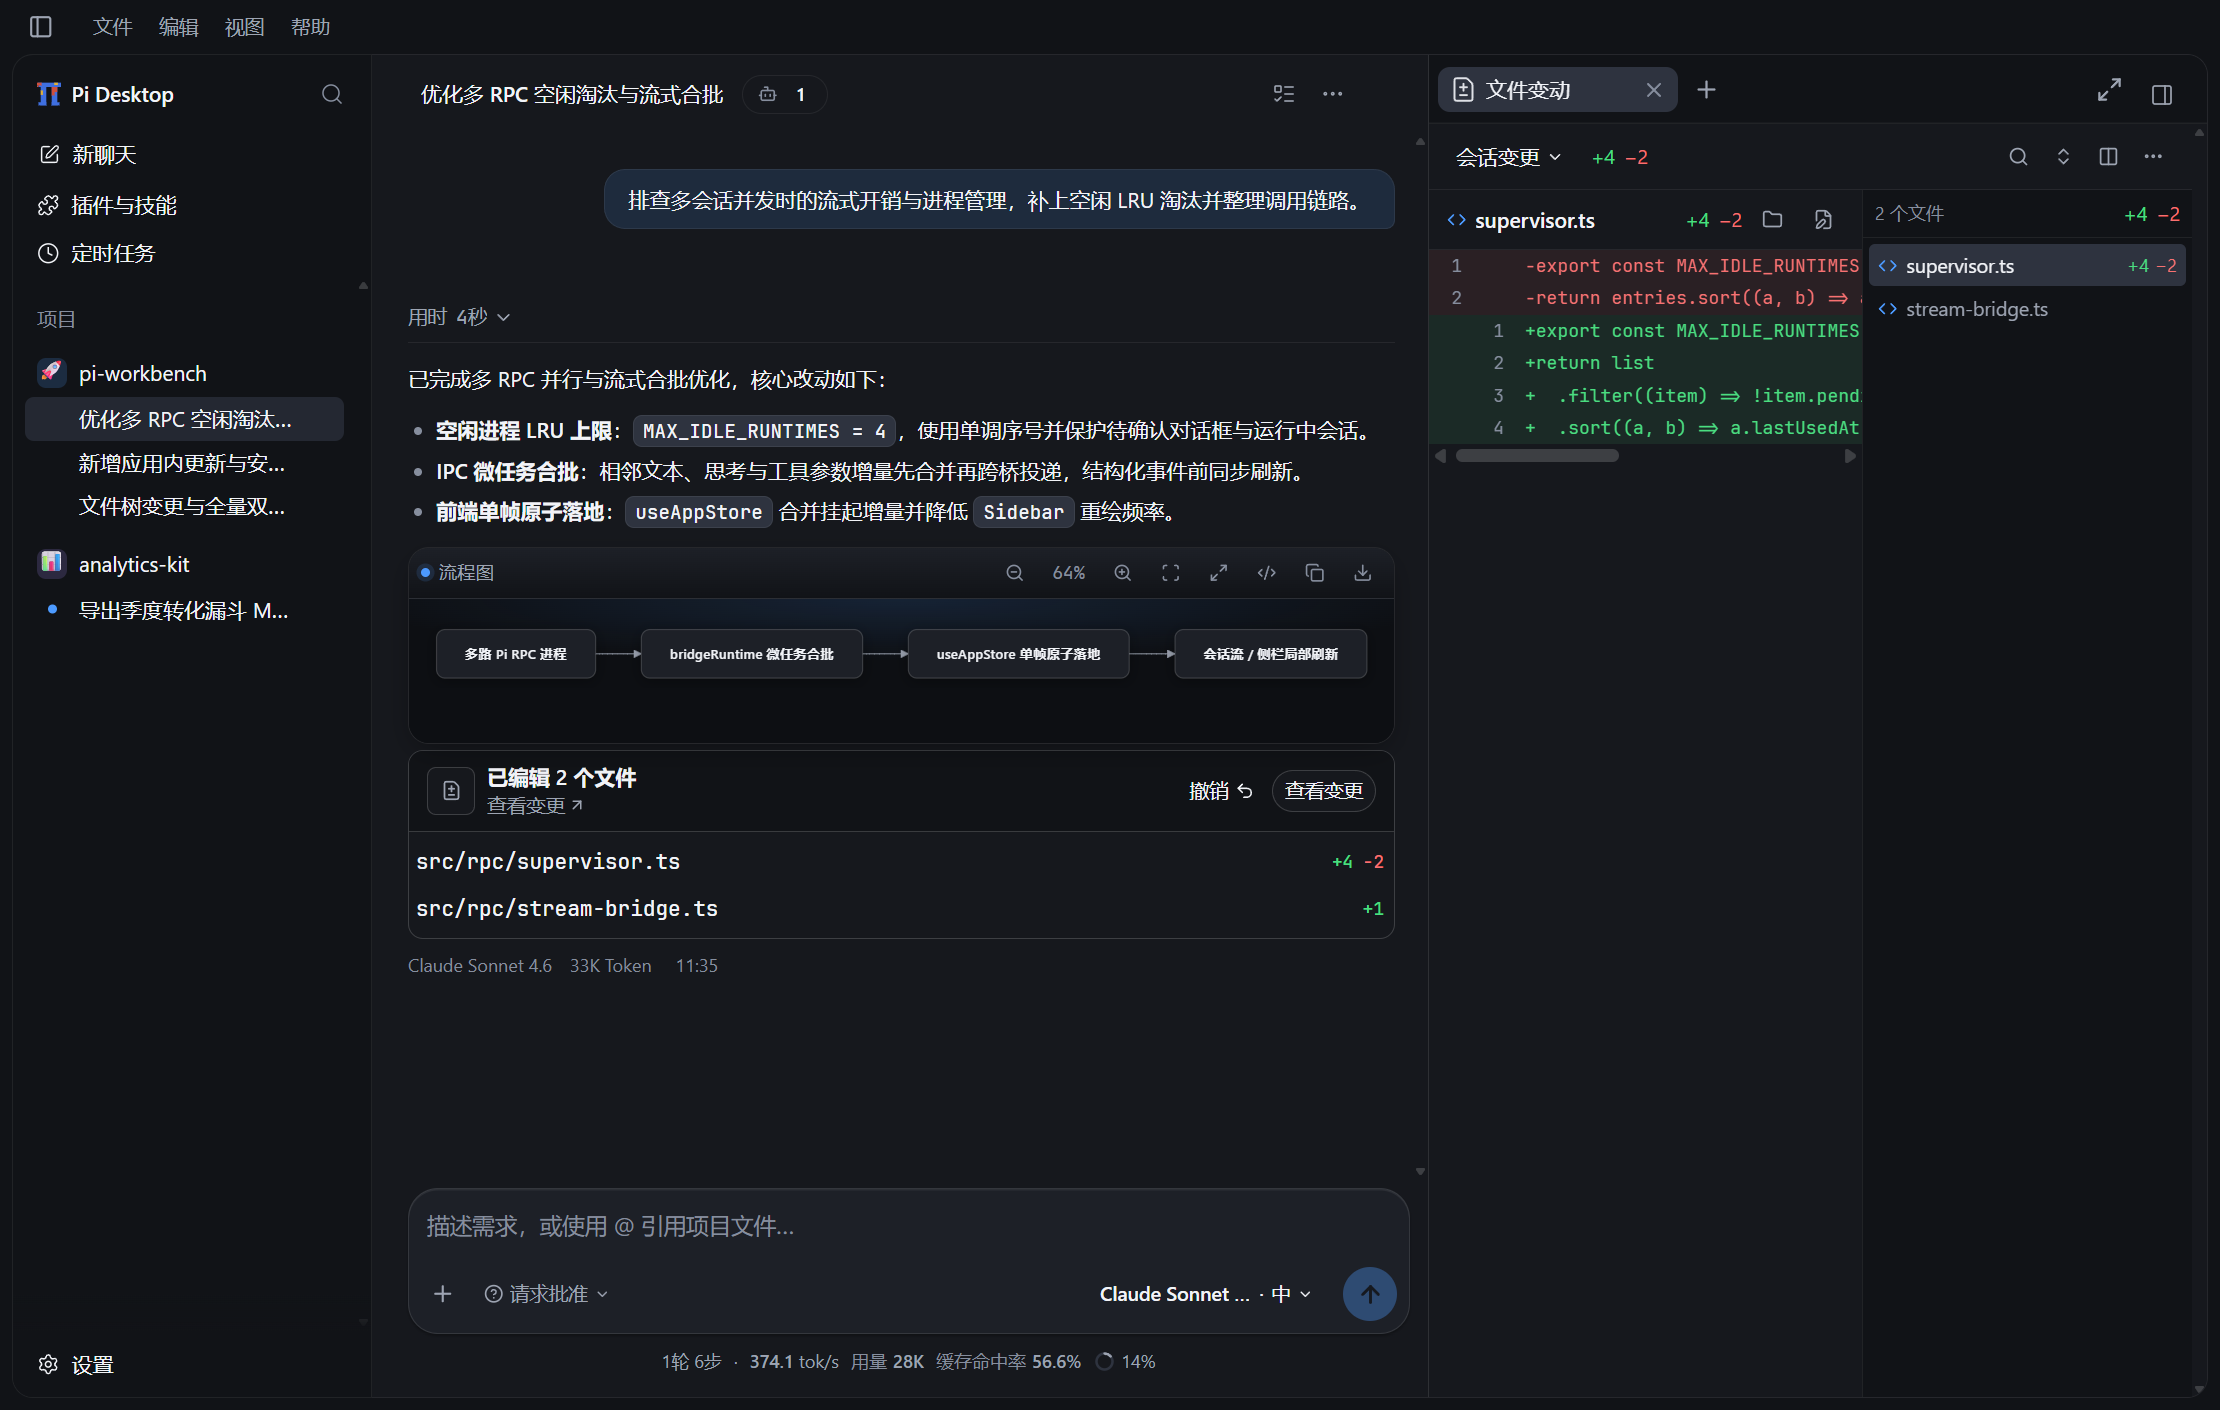 文件 编辑 视图 帮助
Pi Desktop
新聊天
插件与技能
定时任务
项目
pi-workbench
优化多 RPC 空闲淘汰...
新增应用内更新与安...
文件树变更与全量双...
analytics-kit
导出季度转化漏斗 M...
设置
优化多 RPC 空闲淘汰与流式合批 1
排查多会话并发时的流式开销与进程管理，补上空闲 LRU 淘汰并整理调用链路。
用时 4秒
已完成多 RPC 并行与流式合批优化，核心改动如下：
空闲进程 LRU 上限： MAX_IDLE_RUNTIMES = 4 ，使用单调序号并保护待确认对话框与运行中会话。
IPC 微任务合批：相邻文本、思考与工具参数增量先合并再跨桥投递，结构化事件前同步刷新。
前端单帧原子落地： useAppStore 合并挂起增量并降低 Sidebar 重绘频率。
流程图 64%
多路 Pi RPC 进程 bridgeRuntime 微任务合批 useAppStore 单帧原子落地 会话流 / 侧栏局部刷新
已编辑 2 个文件
查看变更
撤销 查看变更
src/rpc/supervisor.ts +4 -2
src/rpc/stream-bridge.ts +1
Claude Sonnet 4.6 33K Token 11:35
描述需求，或使用 @ 引用项目文件...
请求批准 Claude Sonnet ... · 中
1轮 6步 · 374.1 tok/s 用量 28K 缓存命中率 56.6% 14%
文件变动
会话变更 +4 −2
supervisor.ts +4 −2
1 -export const MAX_IDLE_RUNTIMES
2 -return entries.sort((a, b) =>
1 +export const MAX_IDLE_RUNTIMES
2 +return list
3 + .filter((item) => !item.pend
4 + .sort((a, b) => a.lastUsedAt
2 个文件 +4 −2
supervisor.ts +4 −2
stream-bridge.ts